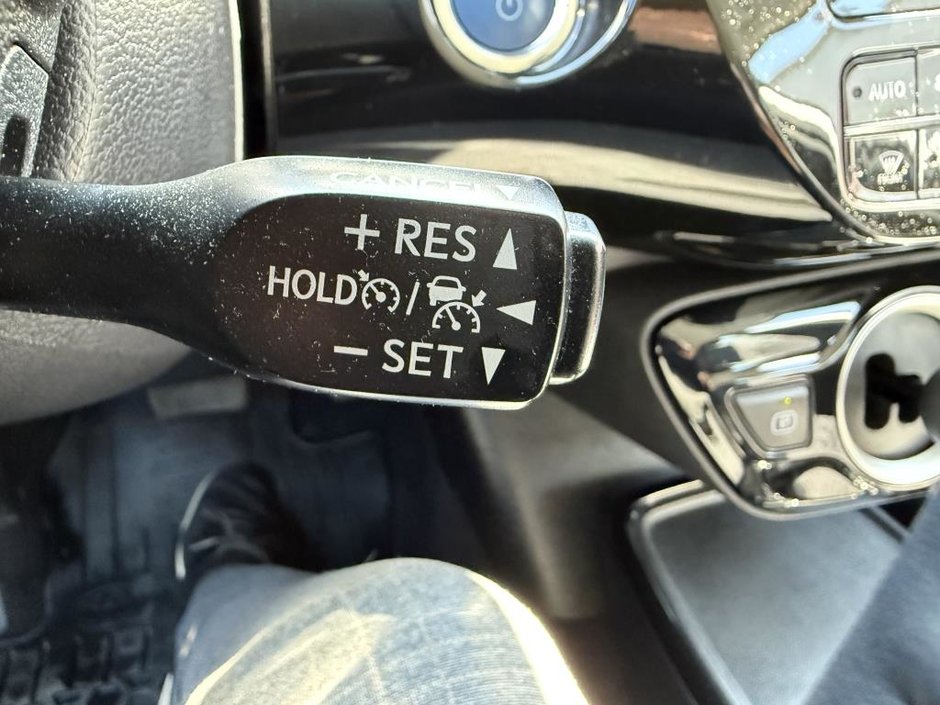 CANCEL
+ RES
HOLD /
− SET
AUTO